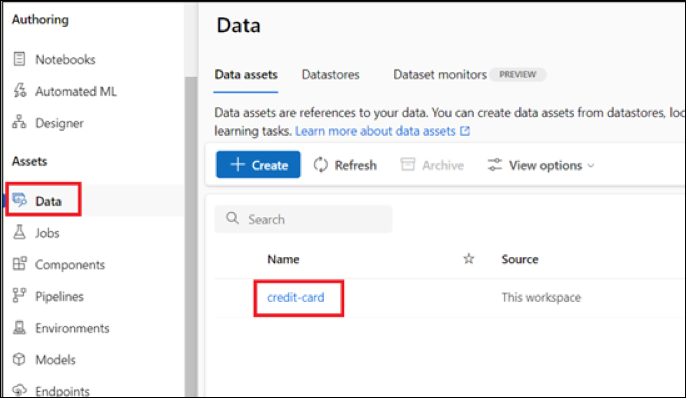 Authoring
Notebooks
Automated ML
Designer
Assets
Data
Jobs
Components
Pipelines
Environments
Models
Endpoints
Data
Data assets Datastores Dataset monitors PREVIEW
Data assets are references to your data. You can create data assets from datastores, loc
learning tasks. Learn more about data assets
Create Refresh Archive View options
Search
Name Source
credit-card This workspace